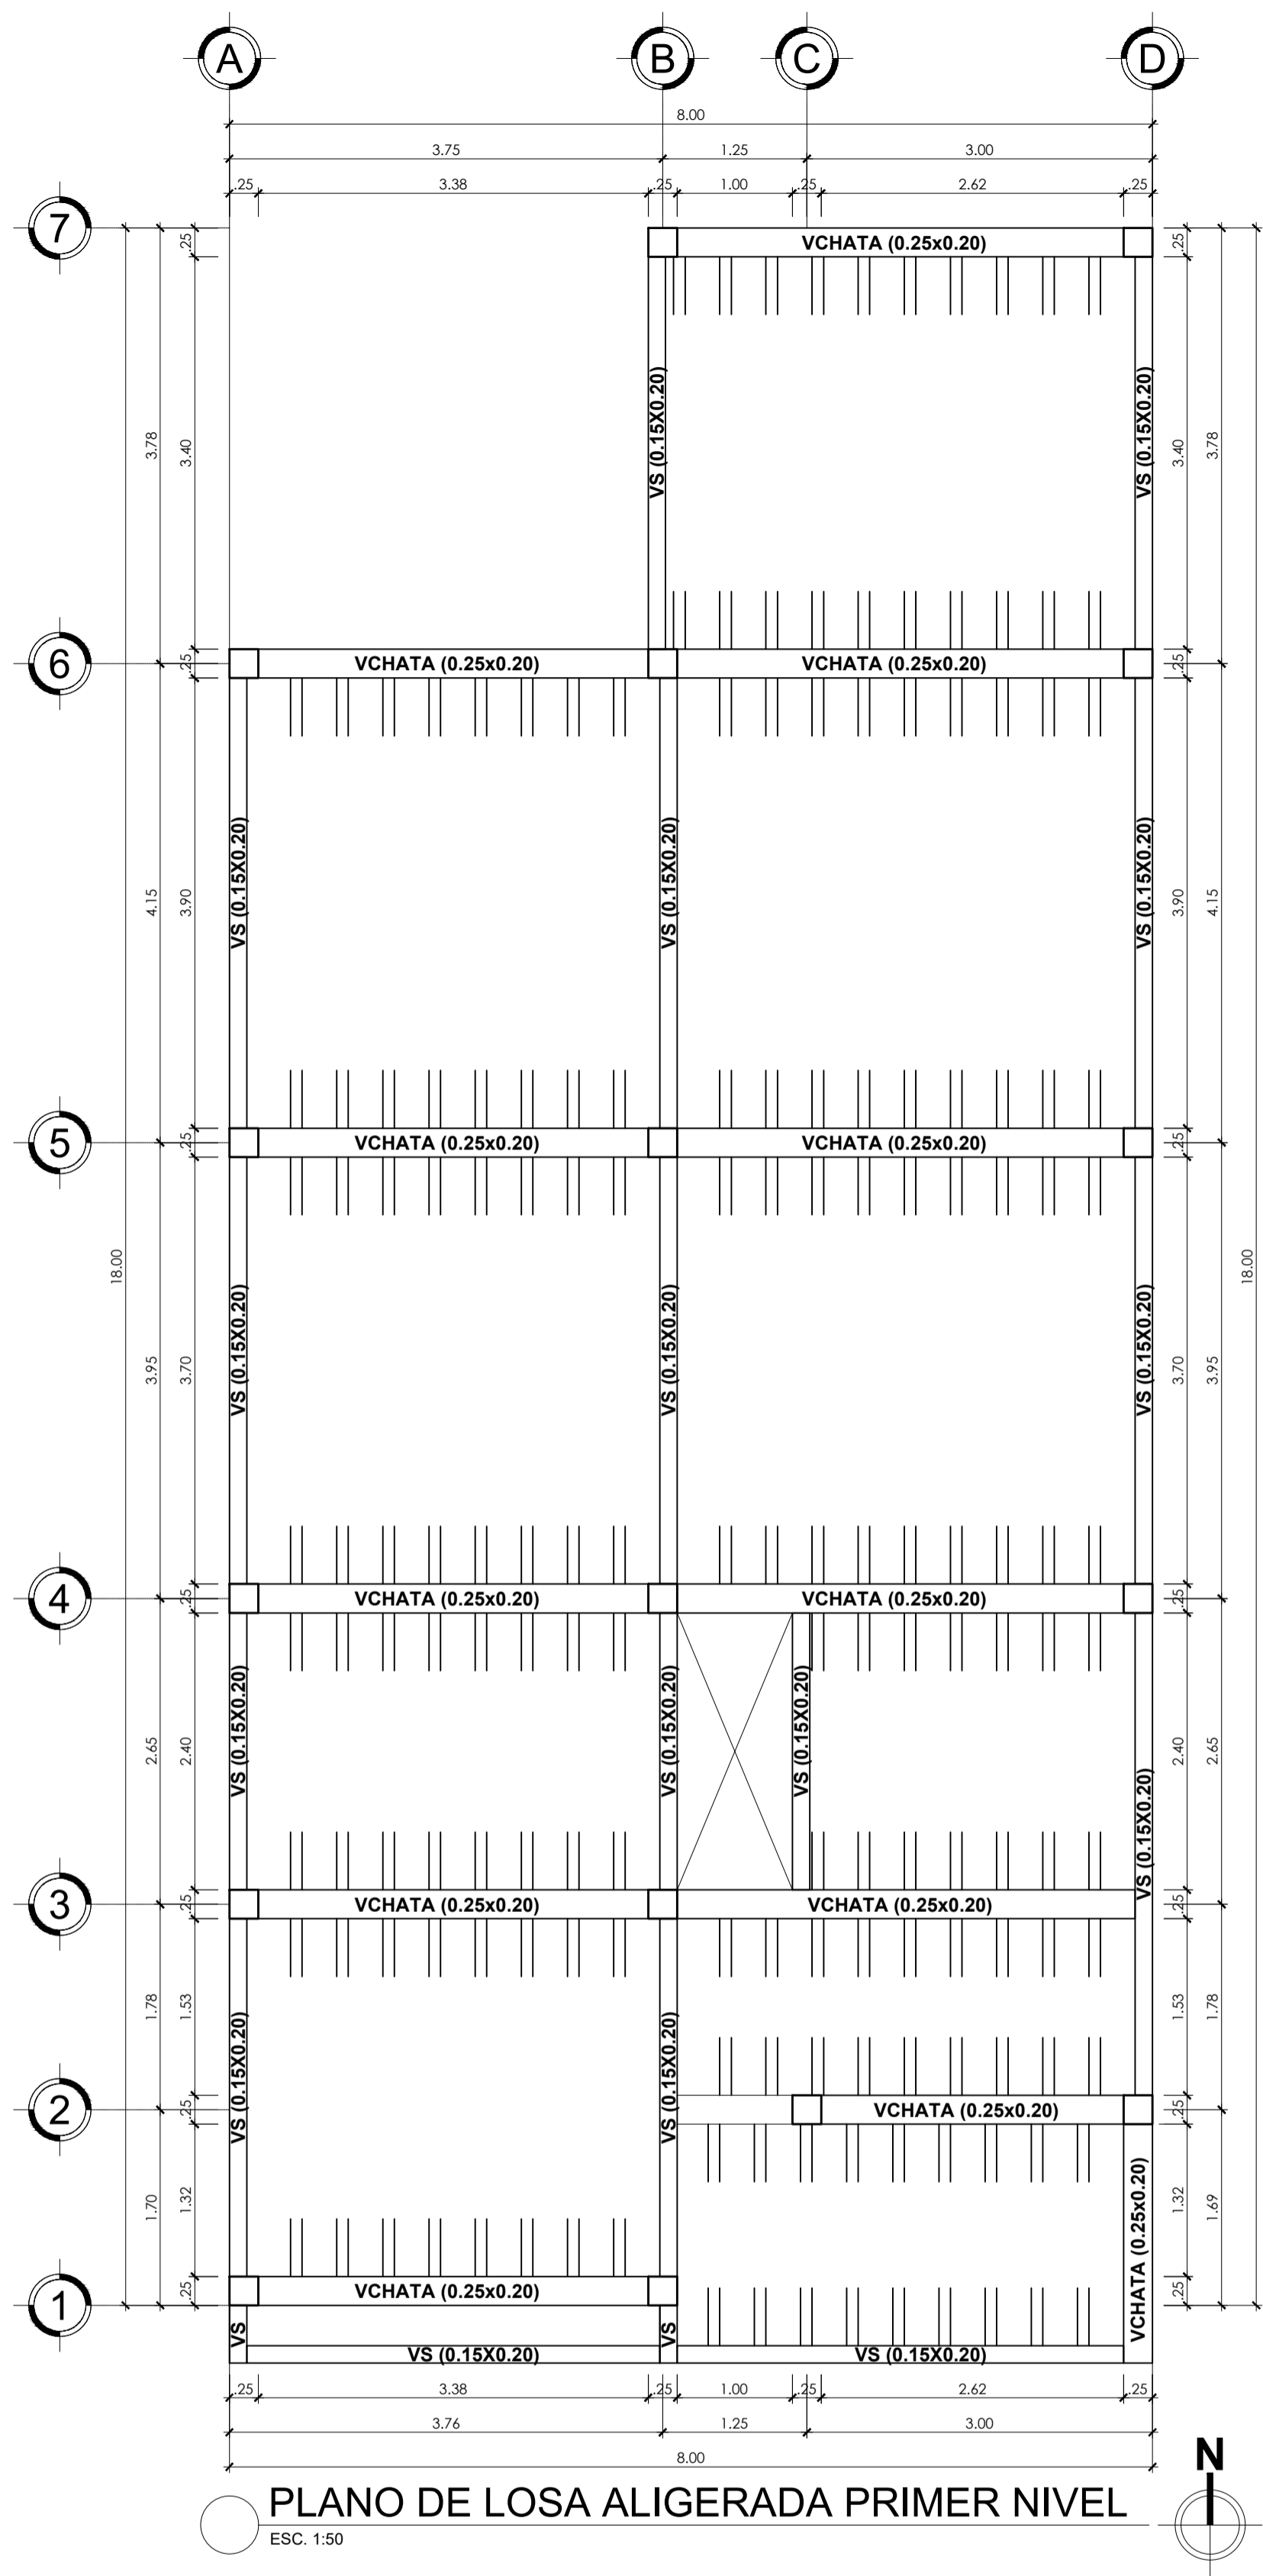 A B C D
8.00
3.75 1.25 3.00
.25 3.38 .25 1.00 .25 2.62 .25
7
.25 VCHATA (0.25x0.20) .25
3.78 3.40 VS (0.15X0.20) VS (0.15X0.20) 3.40 3.78
6
.25 VCHATA (0.25x0.20) VCHATA (0.25x0.20) .25
4.15 3.90 VS (0.15X0.20) VS (0.15X0.20) VS (0.15X0.20) 3.90 4.15
5
.25 VCHATA (0.25x0.20) VCHATA (0.25x0.20) .25
18.00 18.00
3.95 3.70 VS (0.15X0.20) VS (0.15X0.20) VS (0.15X0.20) 3.70 3.95
4
.25 VCHATA (0.25x0.20) VCHATA (0.25x0.20) .25
2.65 2.40 VS (0.15X0.20) VS (0.15X0.20) VS (0.15X0.20) VS (0.15X0.20) 2.40 2.65
3
.25 VCHATA (0.25x0.20) VCHATA (0.25x0.20) .25
1.78 1.53 VS (0.15X0.20) VS (0.15X0.20) 1.53 1.78
2
.25 VCHATA (0.25x0.20) .25
1.70 1.32 VCHATA (0.25x0.20) 1.32 1.69
1
.25 VCHATA (0.25x0.20) .25
VS VS
VS (0.15X0.20) VS (0.15X0.20)
.25 3.38 .25 1.00 .25 2.62 .25
3.76 1.25 3.00
8.00
N
PLANO DE LOSA ALIGERADA PRIMER NIVEL
ESC. 1:50